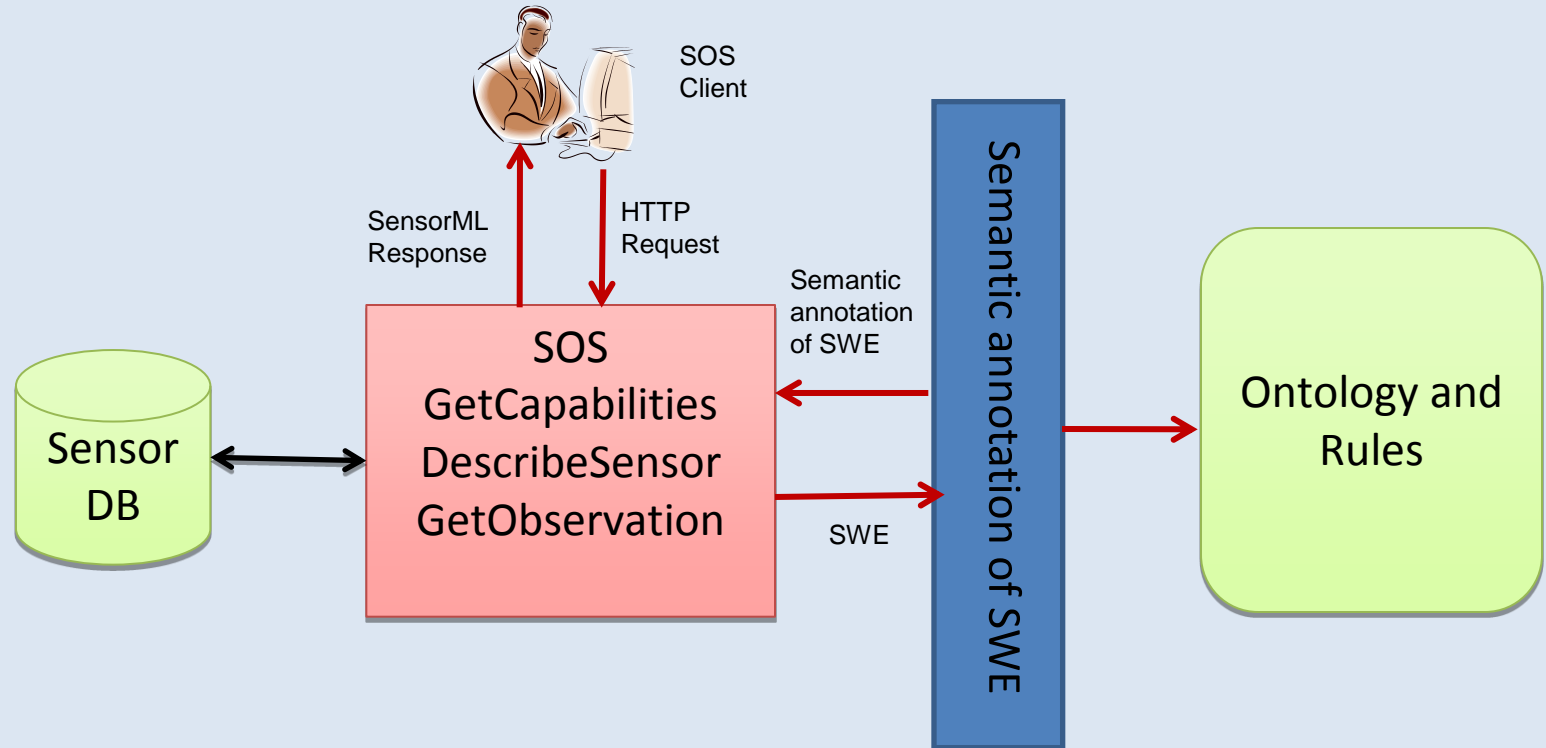 SOS
Client
SensorML
Response
HTTP
Request
Semantic
annotation
of SWE
Sensor
DB
SOS
GetCapabilities
DescribeSensor
GetObservation
SWE
Semantic annotation of SWE
Ontology and
Rules